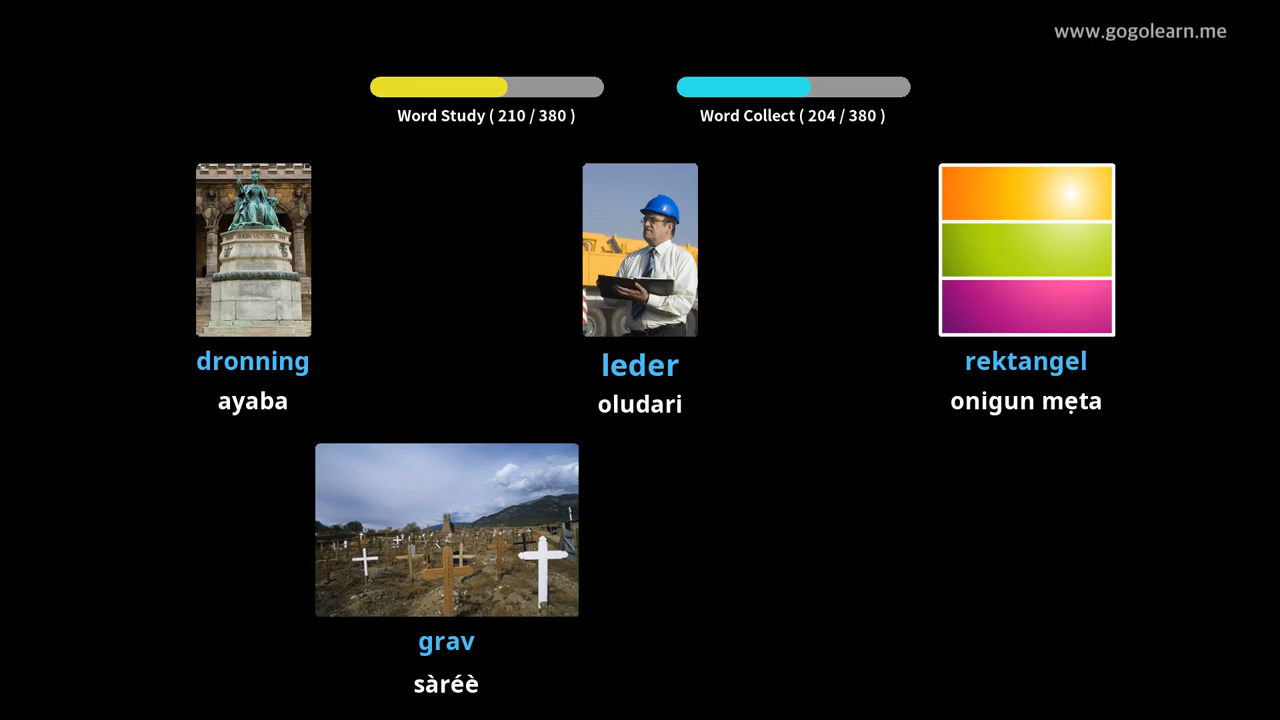 www.gogolearn.me
Word Study ( 210 / 380 )
Word Collect ( 204 / 380 )
dronning
leder
rektangel
ayaba
oludari
onigun mẹta
grav
sàréè